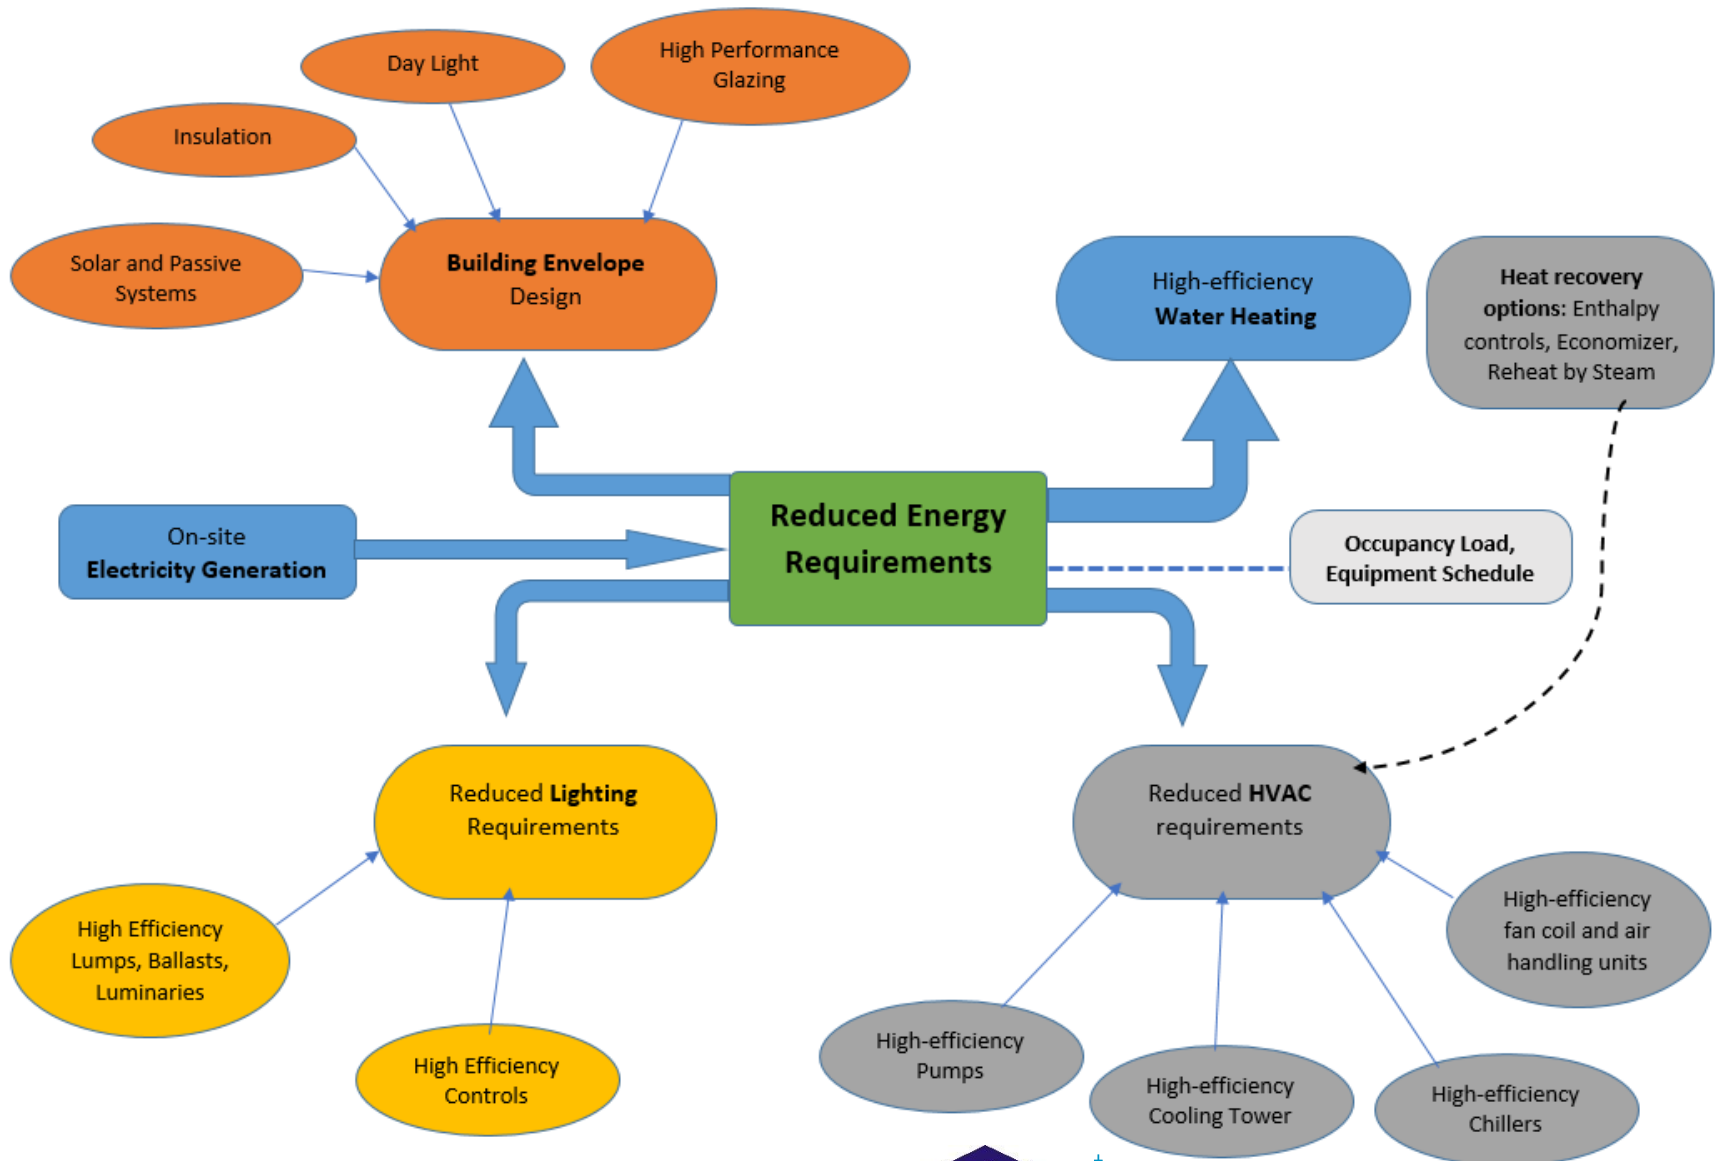 Day Light
High Performance
Glazing
Insulation
Solar and Passive
Systems
Building Envelope
Design
High-efficiency
Water Heating
Heat recovery
options: Enthalpy
controls, Economizer,
Reheat by Steam
On-site
Electricity Generation
Reduced Energy
Requirements
Occupancy Load,
Equipment Schedule
Reduced Lighting
Requirements
Reduced HVAC
requirements
High Efficiency
Lumps, Ballasts,
Luminaries
High Efficiency
Controls
High-efficiency
Pumps
High-efficiency
Cooling Tower
High-efficiency
Chillers
High-efficiency
fan coil and air
handling units